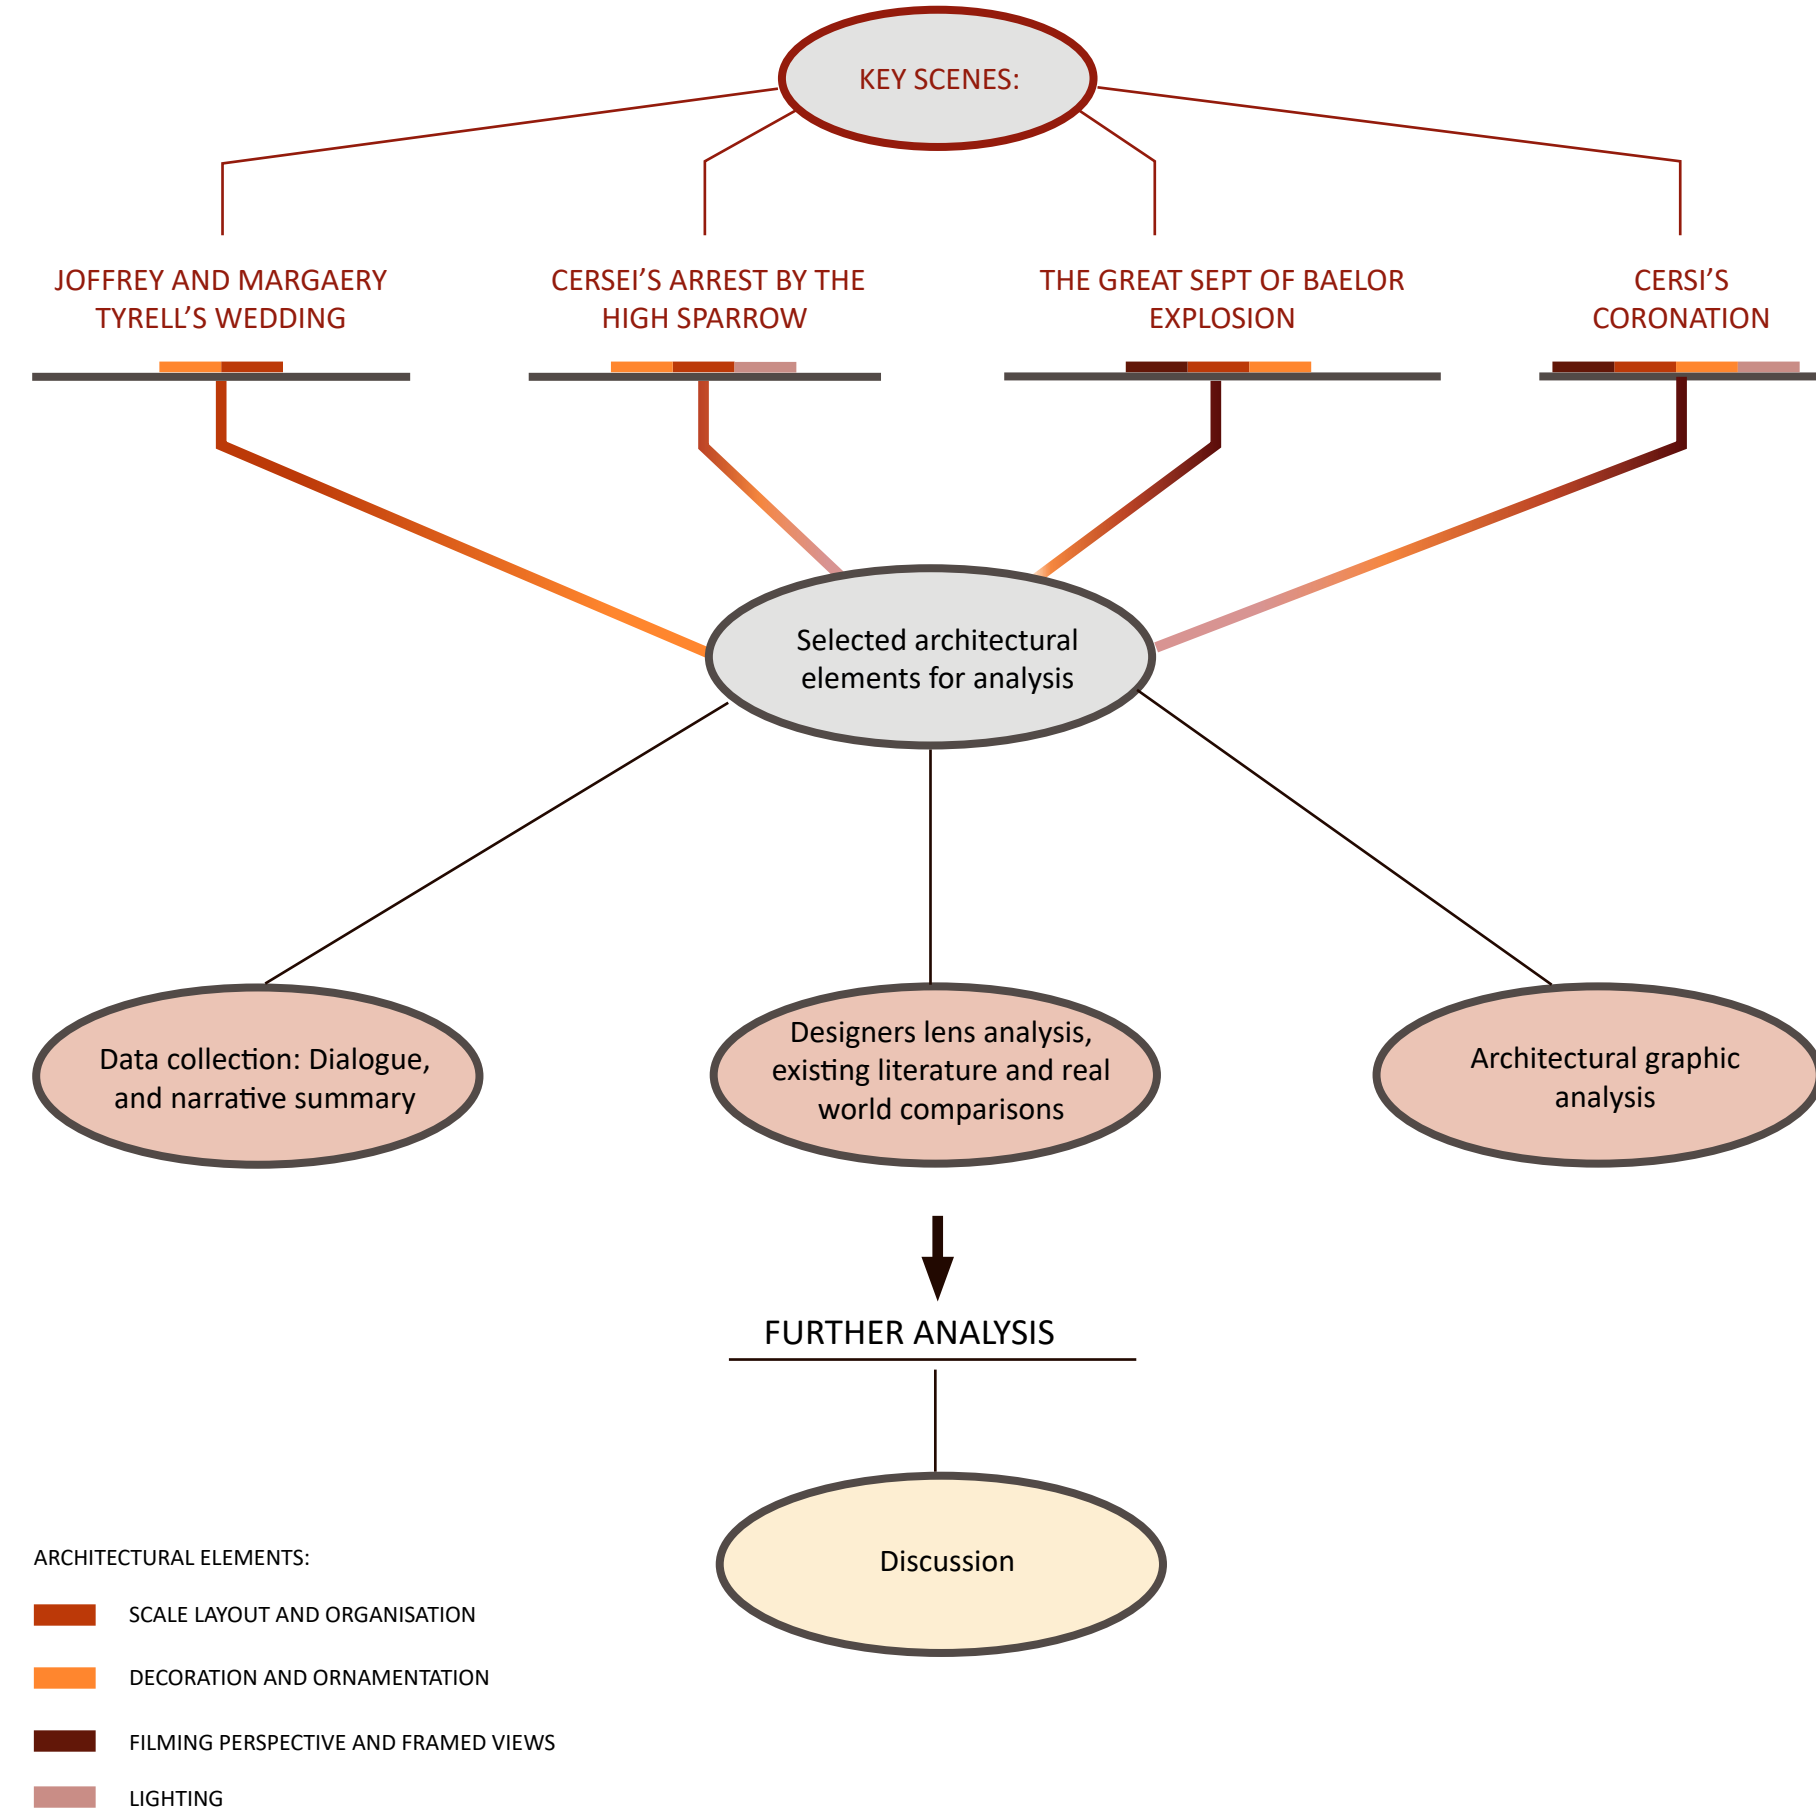 KEY SCENES:
JOFFREY AND MARGAERY
TYRELL’S WEDDING
CERSEI’S ARREST BY THE
HIGH SPARROW
THE GREAT SEPT OF BAELOR
EXPLOSION
CERSI’S
CORONATION
Selected architectural
elements for analysis
Data collection: Dialogue,
and narrative summary
Designers lens analysis,
existing literature and real
world comparisons
Architectural graphic
analysis
FURTHER ANALYSIS
Discussion
ARCHITECTURAL ELEMENTS:
SCALE LAYOUT AND ORGANISATION
DECORATION AND ORNAMENTATION
FILMING PERSPECTIVE AND FRAMED VIEWS
LIGHTING